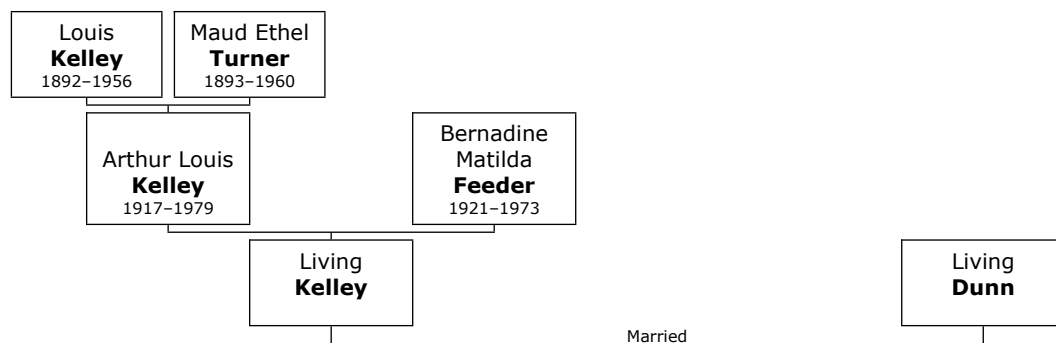 Louis
Kelley
1892–1956
Maud Ethel
Turner
1893–1960
Arthur Louis
Kelley
1917–1979
Bernadine
Matilda
Feeder
1921–1973
Living
Kelley
Living
Dunn
Married